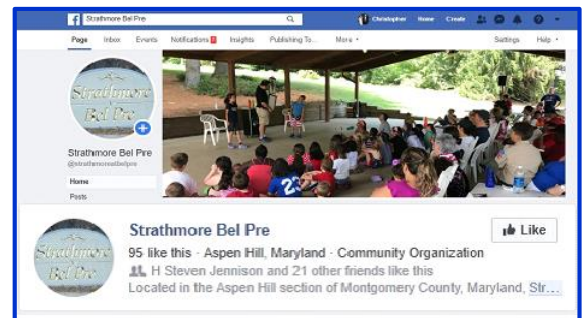 Strathmore Bel Pre
Christopher Home Create
Page Inbox Events Notifications Insights Publishing To... More Settings Help
Strathmore
Bel Pre
Strathmore Bel Pre
@strathmoreatbelpre
Home
Posts
23
Strathmore
Bel Pre
Strathmore Bel Pre
Like
95 like this · Aspen Hill, Maryland · Community Organization
H Steven Jennison and 21 other friends like this
Located in the Aspen Hill section of Montgomery County, Maryland, Str...